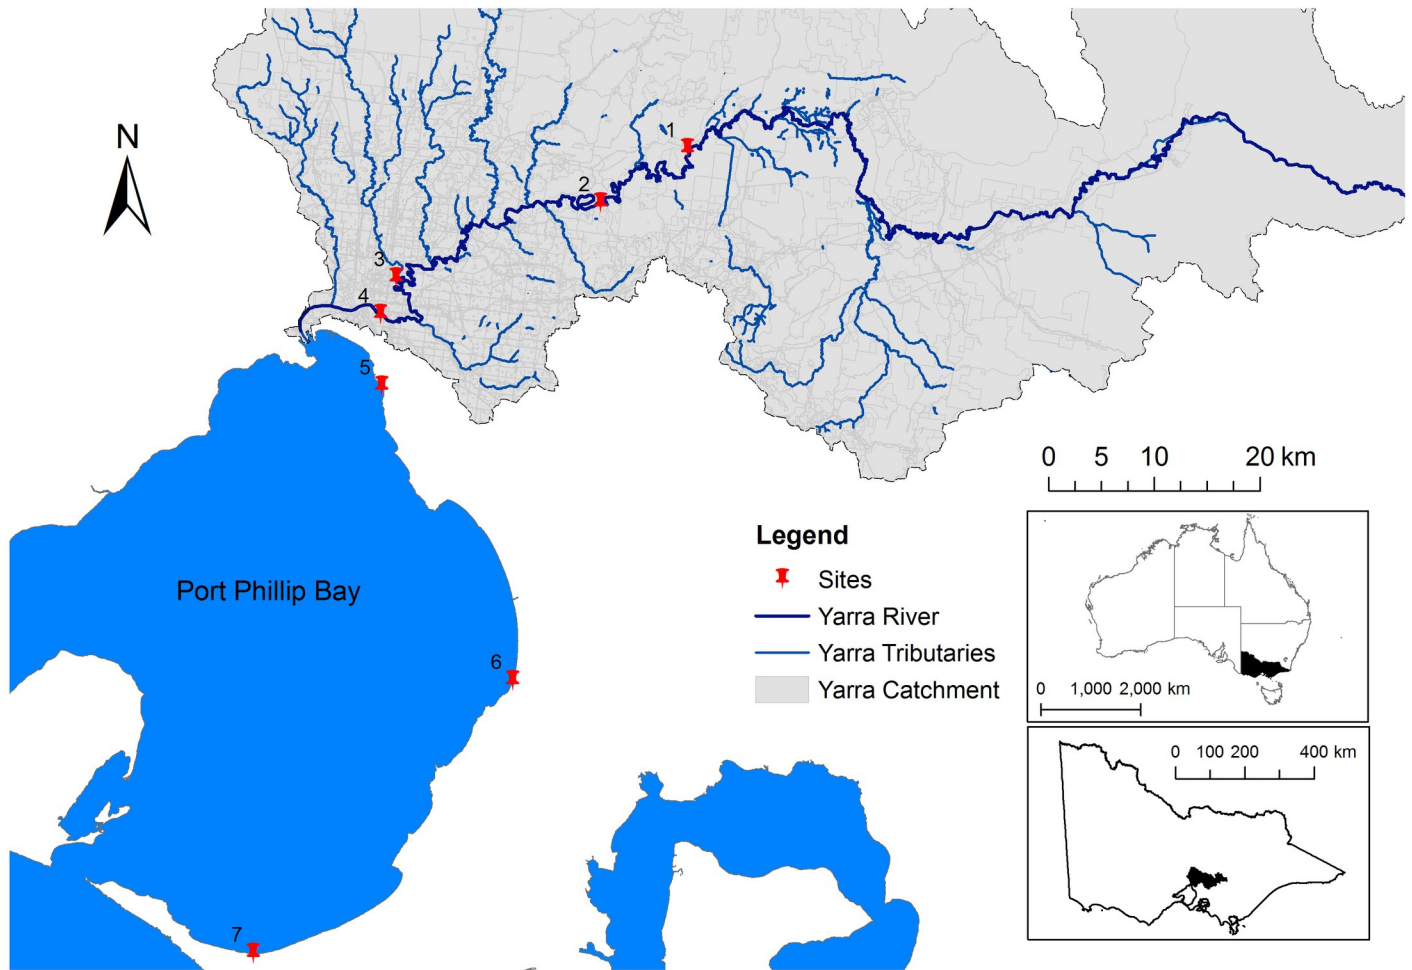 N
1
2
3
4
5
0 5 10 20 km
Legend
Sites
Port Phillip Bay
Yarra River
Yarra Tributaries
6
Yarra Catchment
0 1,000 2,000 km
0 100 200 400 km
7